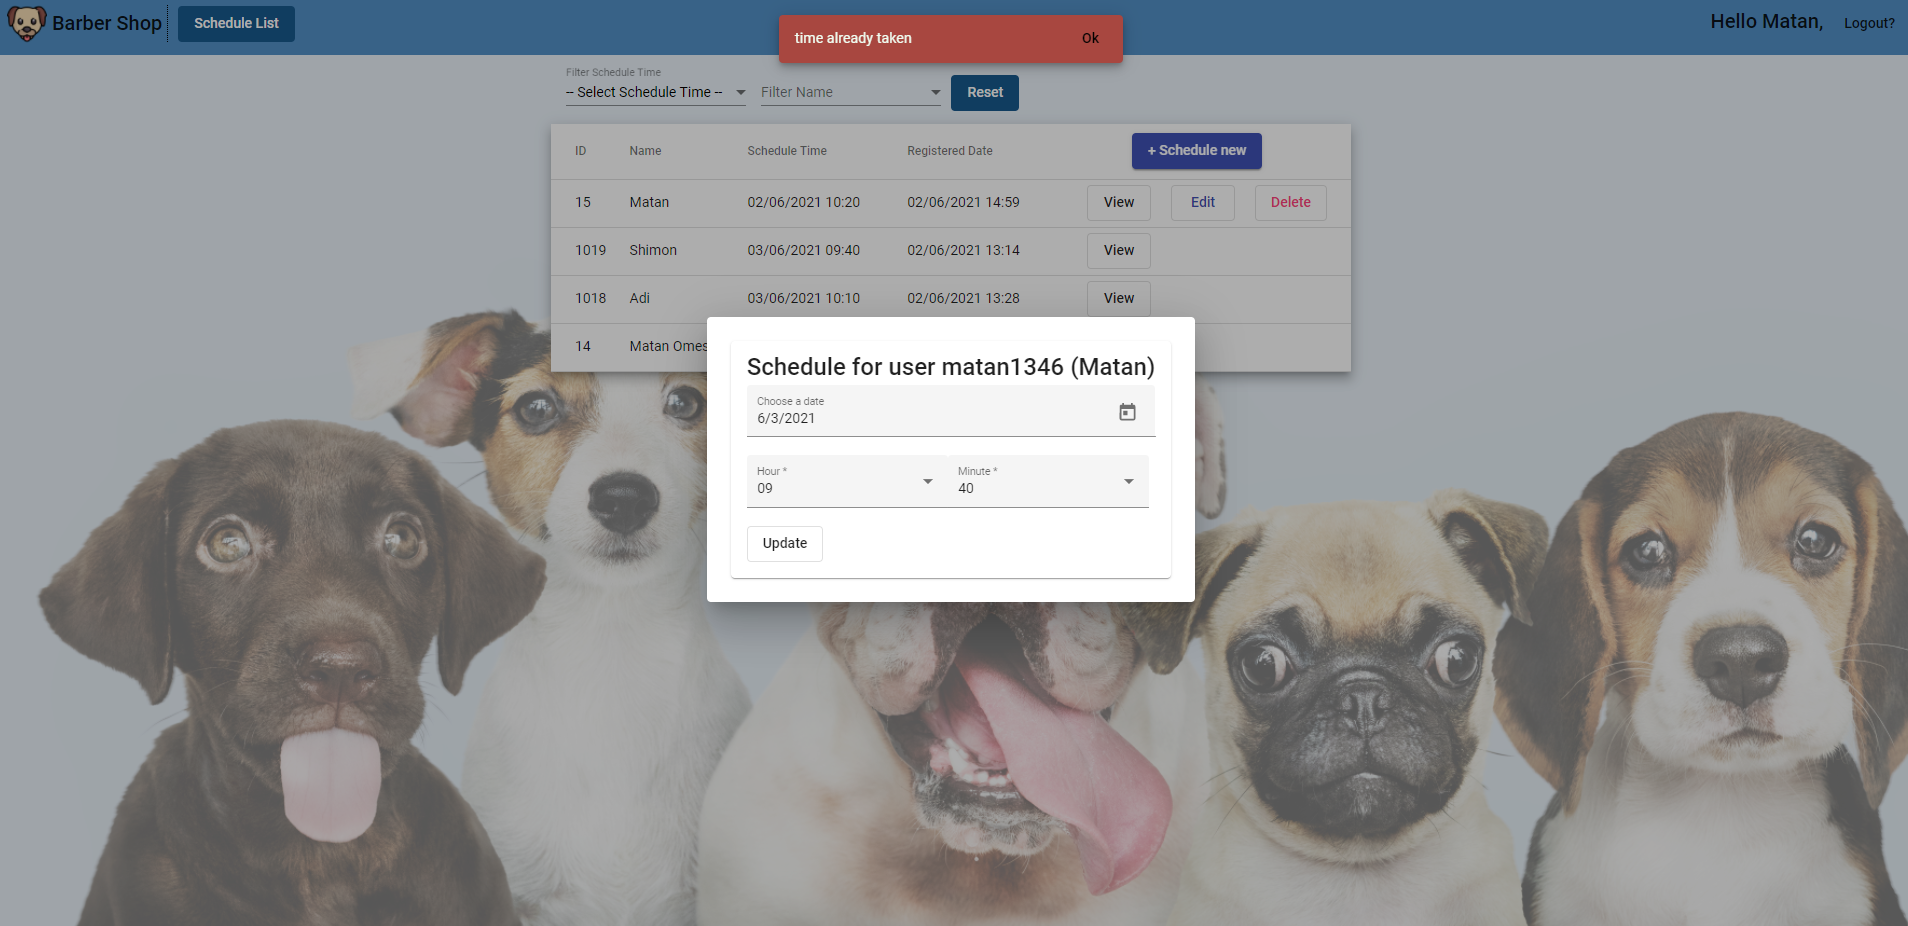 Barber Shop
Schedule List
time already taken
Ok
Hello Matan,
Logout?
Filter Schedule Time
-- Select Schedule Time --
Filter Name
Reset
ID Name Schedule Time Registered Date + Schedule new
15 Matan 02/06/2021 10:20 02/06/2021 14:59 View Edit Delete
1019 Shimon 03/06/2021 09:40 02/06/2021 13:14 View
1018 Adi 03/06/2021 10:10 02/06/2021 13:28 View
14 Matan Omes
Schedule for user matan1346 (Matan)
Choose a date
6/3/2021
Hour * Minute *
09 40
Update